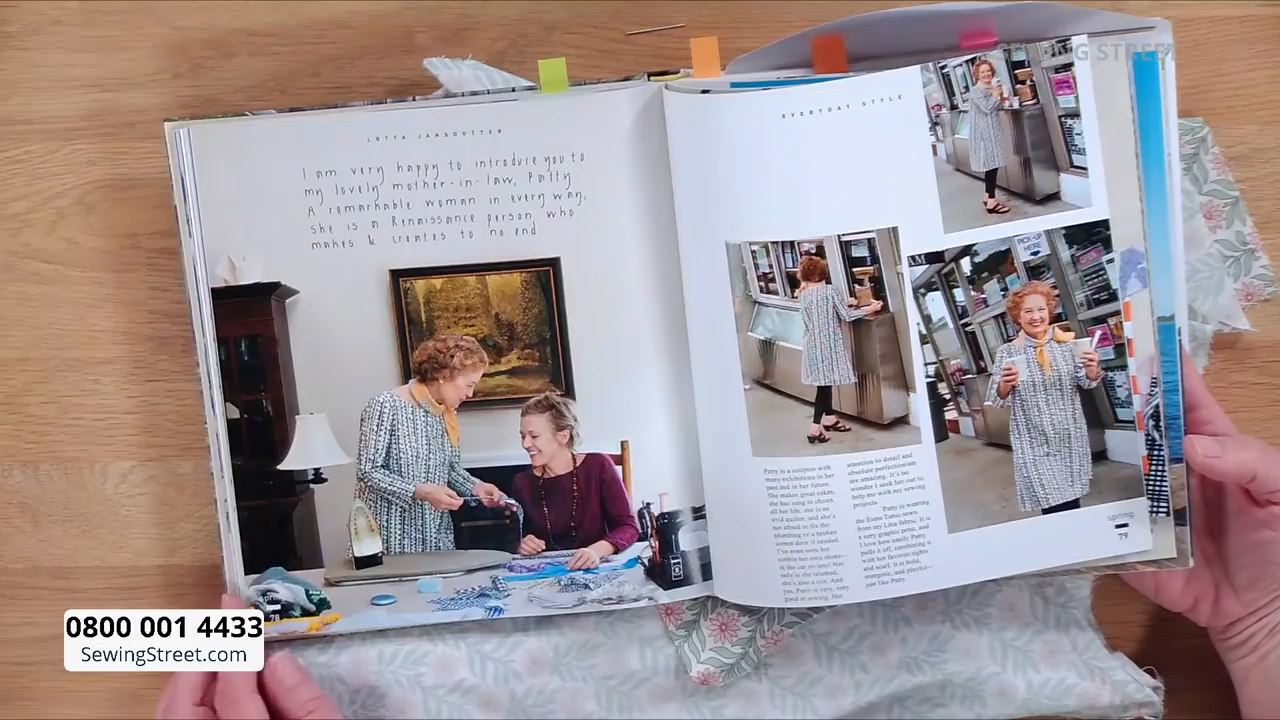 SEWING STREET
LOTTA JANSDOTTER
I am very happy to introduce you to
my lovely mother-in-law, Patty
A remarkable woman in every way.
She is a Renaissance person who
makes & creates to no end
78
EVERYDAY STYLE
PICK-UP
HERE
Patty is a sculptor with
many exhibitions in her
past and in her future.
She makes great cakes,
she has sung in choirs
all her life, she is an
avid quilter, and she's
not afraid to fix the
plumbing or a broken
screen door if needed.
I've even seen her
cobble her own shoes—
in the car no less! Not
only is she talented,
she's also a riot. And
yes, Patty is very, very
good at sewing. Her
attention to detail and
absolute perfectionism
are amazing. It's no
wonder I seek her out to
help me with my sewing
projects.
Patty is wearing
the Esme Tunic sewn
from my Lina fabric. It is
a very graphic print, and
I love how easily Patty
pulls it off, combining it
with her favorite tights
and scarf. It is bold,
energetic, and playful—
just like Patty.
spring
79
0800 001 4433
SewingStreet.com